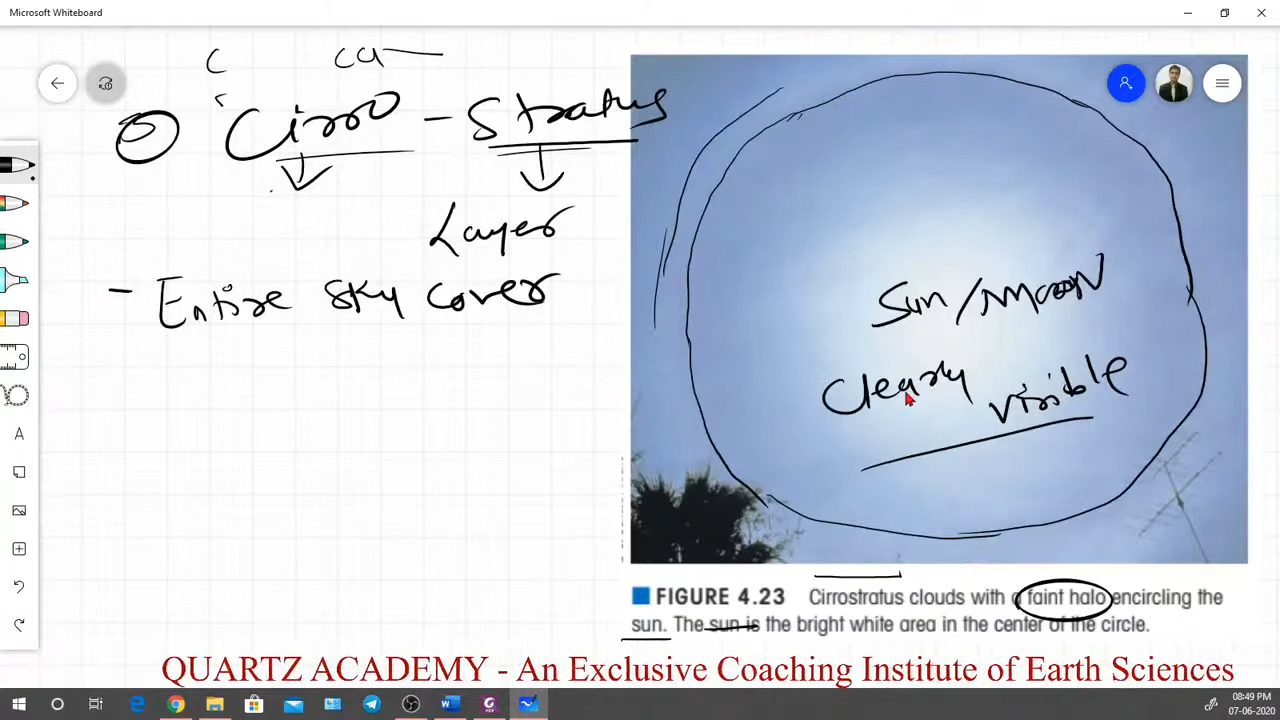 Microsoft Whiteboard
C ca
Cirro - Stratus
Layer
- Entire sky cover
Sun/Moon
Clearly visible
FIGURE 4.23 Cirrostratus clouds with a faint halo encircling the
sun. The sun is the bright white area in the center of the circle.
QUARTZ ACADEMY - An Exclusive Coaching Institute of Earth Sciences
08:49 PM
07-06-2020